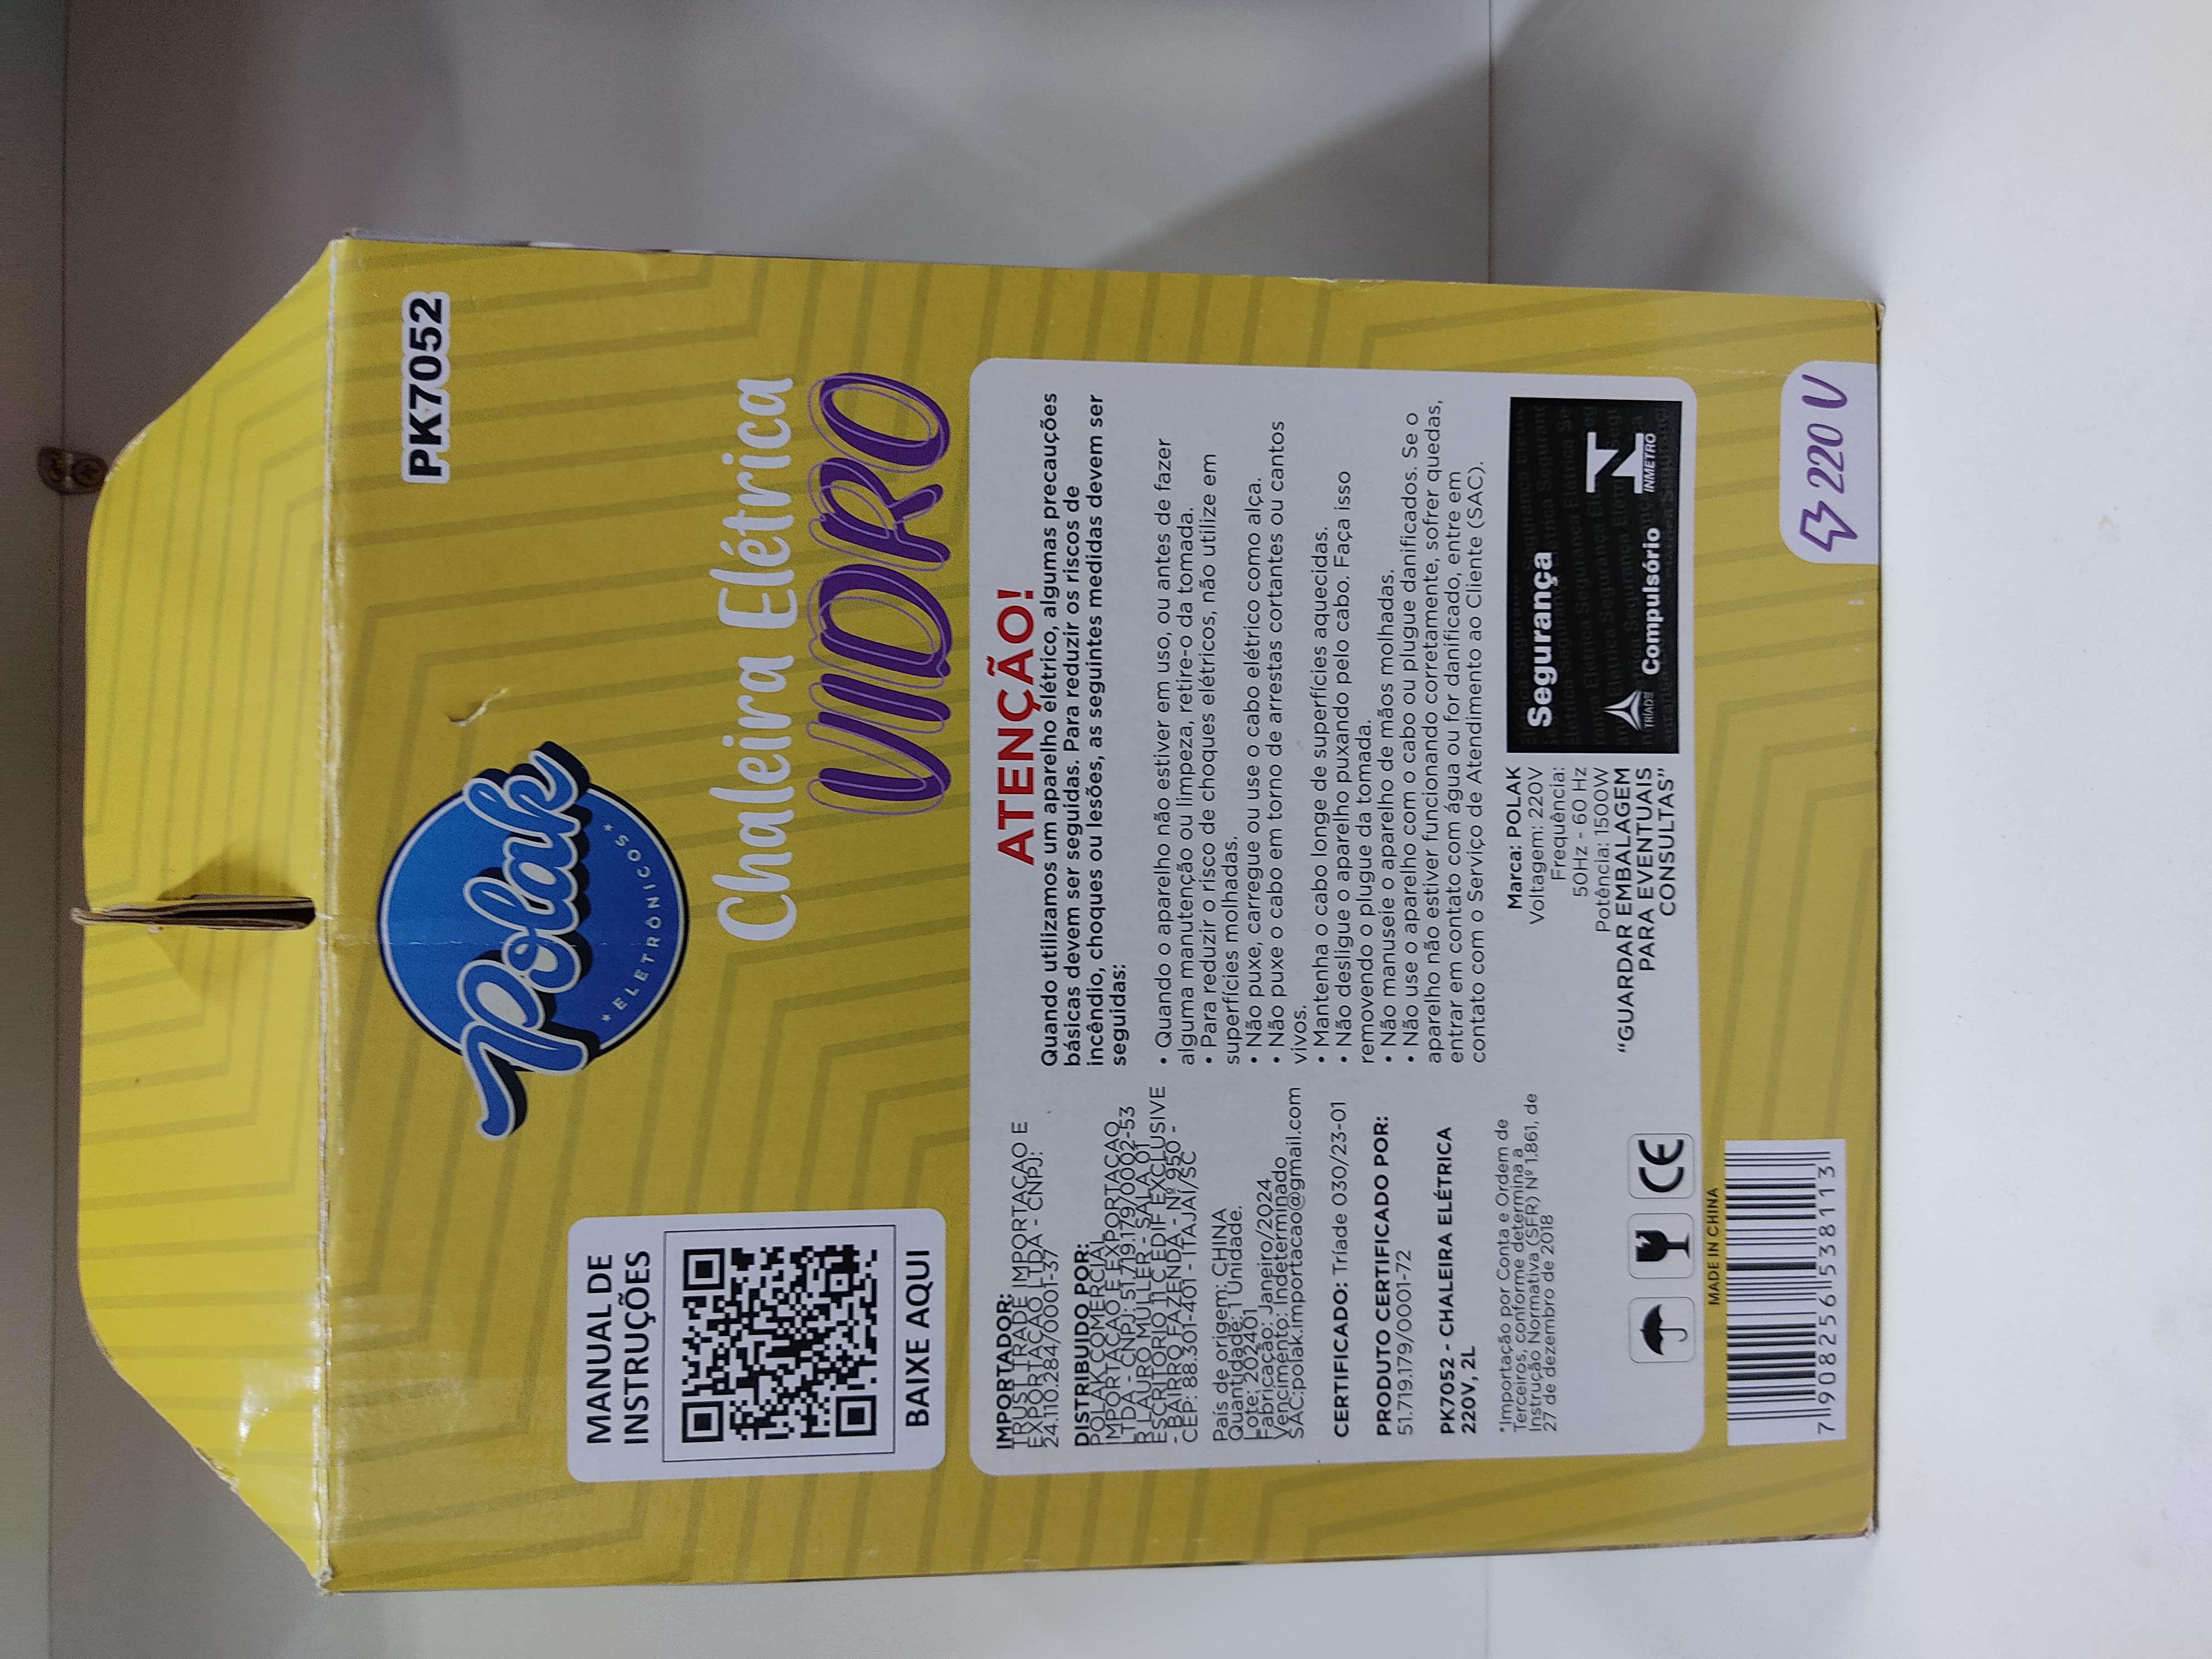 PK7052
Polak
ELETRÔNICOS
MANUAL DE
INSTRUÇÕES
BAIXE AQUI
Chaleira Elétrica
VIDRO
IMPORTADOR:
TRUST TRADE IMPORTAÇAO E
EXPORTAÇÃO LTDA - CNPJ:
24.110.284/0001-37
DISTRIBUIDO POR:
POLAK COMERCIAL
IMPORTAÇAO E EXPORTAÇAO
LTDA - CNPJ: 51.719.179/0002-53
R LAURO MULLER - SALA 01
ESCRITORIO 11 C EDIF EXCLUSIVE
- BAIRRO FAZENDA - Nº 950 -
CEP: 88.301-401 - ITAJAÍ/SC
País de origem: CHINA
Quantidade: 1 Unidade.
Lote: 202401
Fabricação: Janeiro/2024
Vencimento: Indeterminado
SAC:polak.importacao@gmail.com
CERTIFICADO: Tríade 030/23-01
PRODUTO CERTIFICADO POR:
51.719.179/0001-72
PK7052 - CHALEIRA ELÉTRICA
220V, 2L
*Importação por Conta e Ordem de
Terceiros, conforme determina a
Instrução Normativa (SFR) Nº 1.861, de
27 de dezembro de 2018
CE
MADE IN CHINA
7 908256 538113
ATENÇÃO!
Quando utilizamos um aparelho elétrico, algumas precauções
básicas devem ser seguidas. Para reduzir os riscos de
incêndio, choques ou lesões, as seguintes medidas devem ser
seguidas:
• Quando o aparelho não estiver em uso, ou antes de fazer
alguma manutenção ou limpeza, retire-o da tomada.
• Para reduzir o risco de choques elétricos, não utilize em
superfícies molhadas.
• Não puxe, carregue ou use o cabo elétrico como alça.
• Não puxe o cabo em torno de arrestas cortantes ou cantos
vivos.
• Mantenha o cabo longe de superfícies aquecidas.
• Não desligue o aparelho puxando pelo cabo. Faça isso
removendo o plugue da tomada.
• Não manuseie o aparelho de mãos molhadas.
• Não use o aparelho com o cabo ou plugue danificados. Se o
aparelho não estiver funcionando corretamente, sofrer quedas,
entrar em contato com água ou for danificado, entre em
contato com o Serviço de Atendimento ao Cliente (SAC).
Marca: POLAK
Voltagem: 220V
Frequência:
50Hz - 60 Hz
Potência: 1500W
"GUARDAR EMBALAGEM
PARA EVENTUAIS
CONSULTAS"
Segurança
TRÍADE
Compulsório
INMETRO
220 V